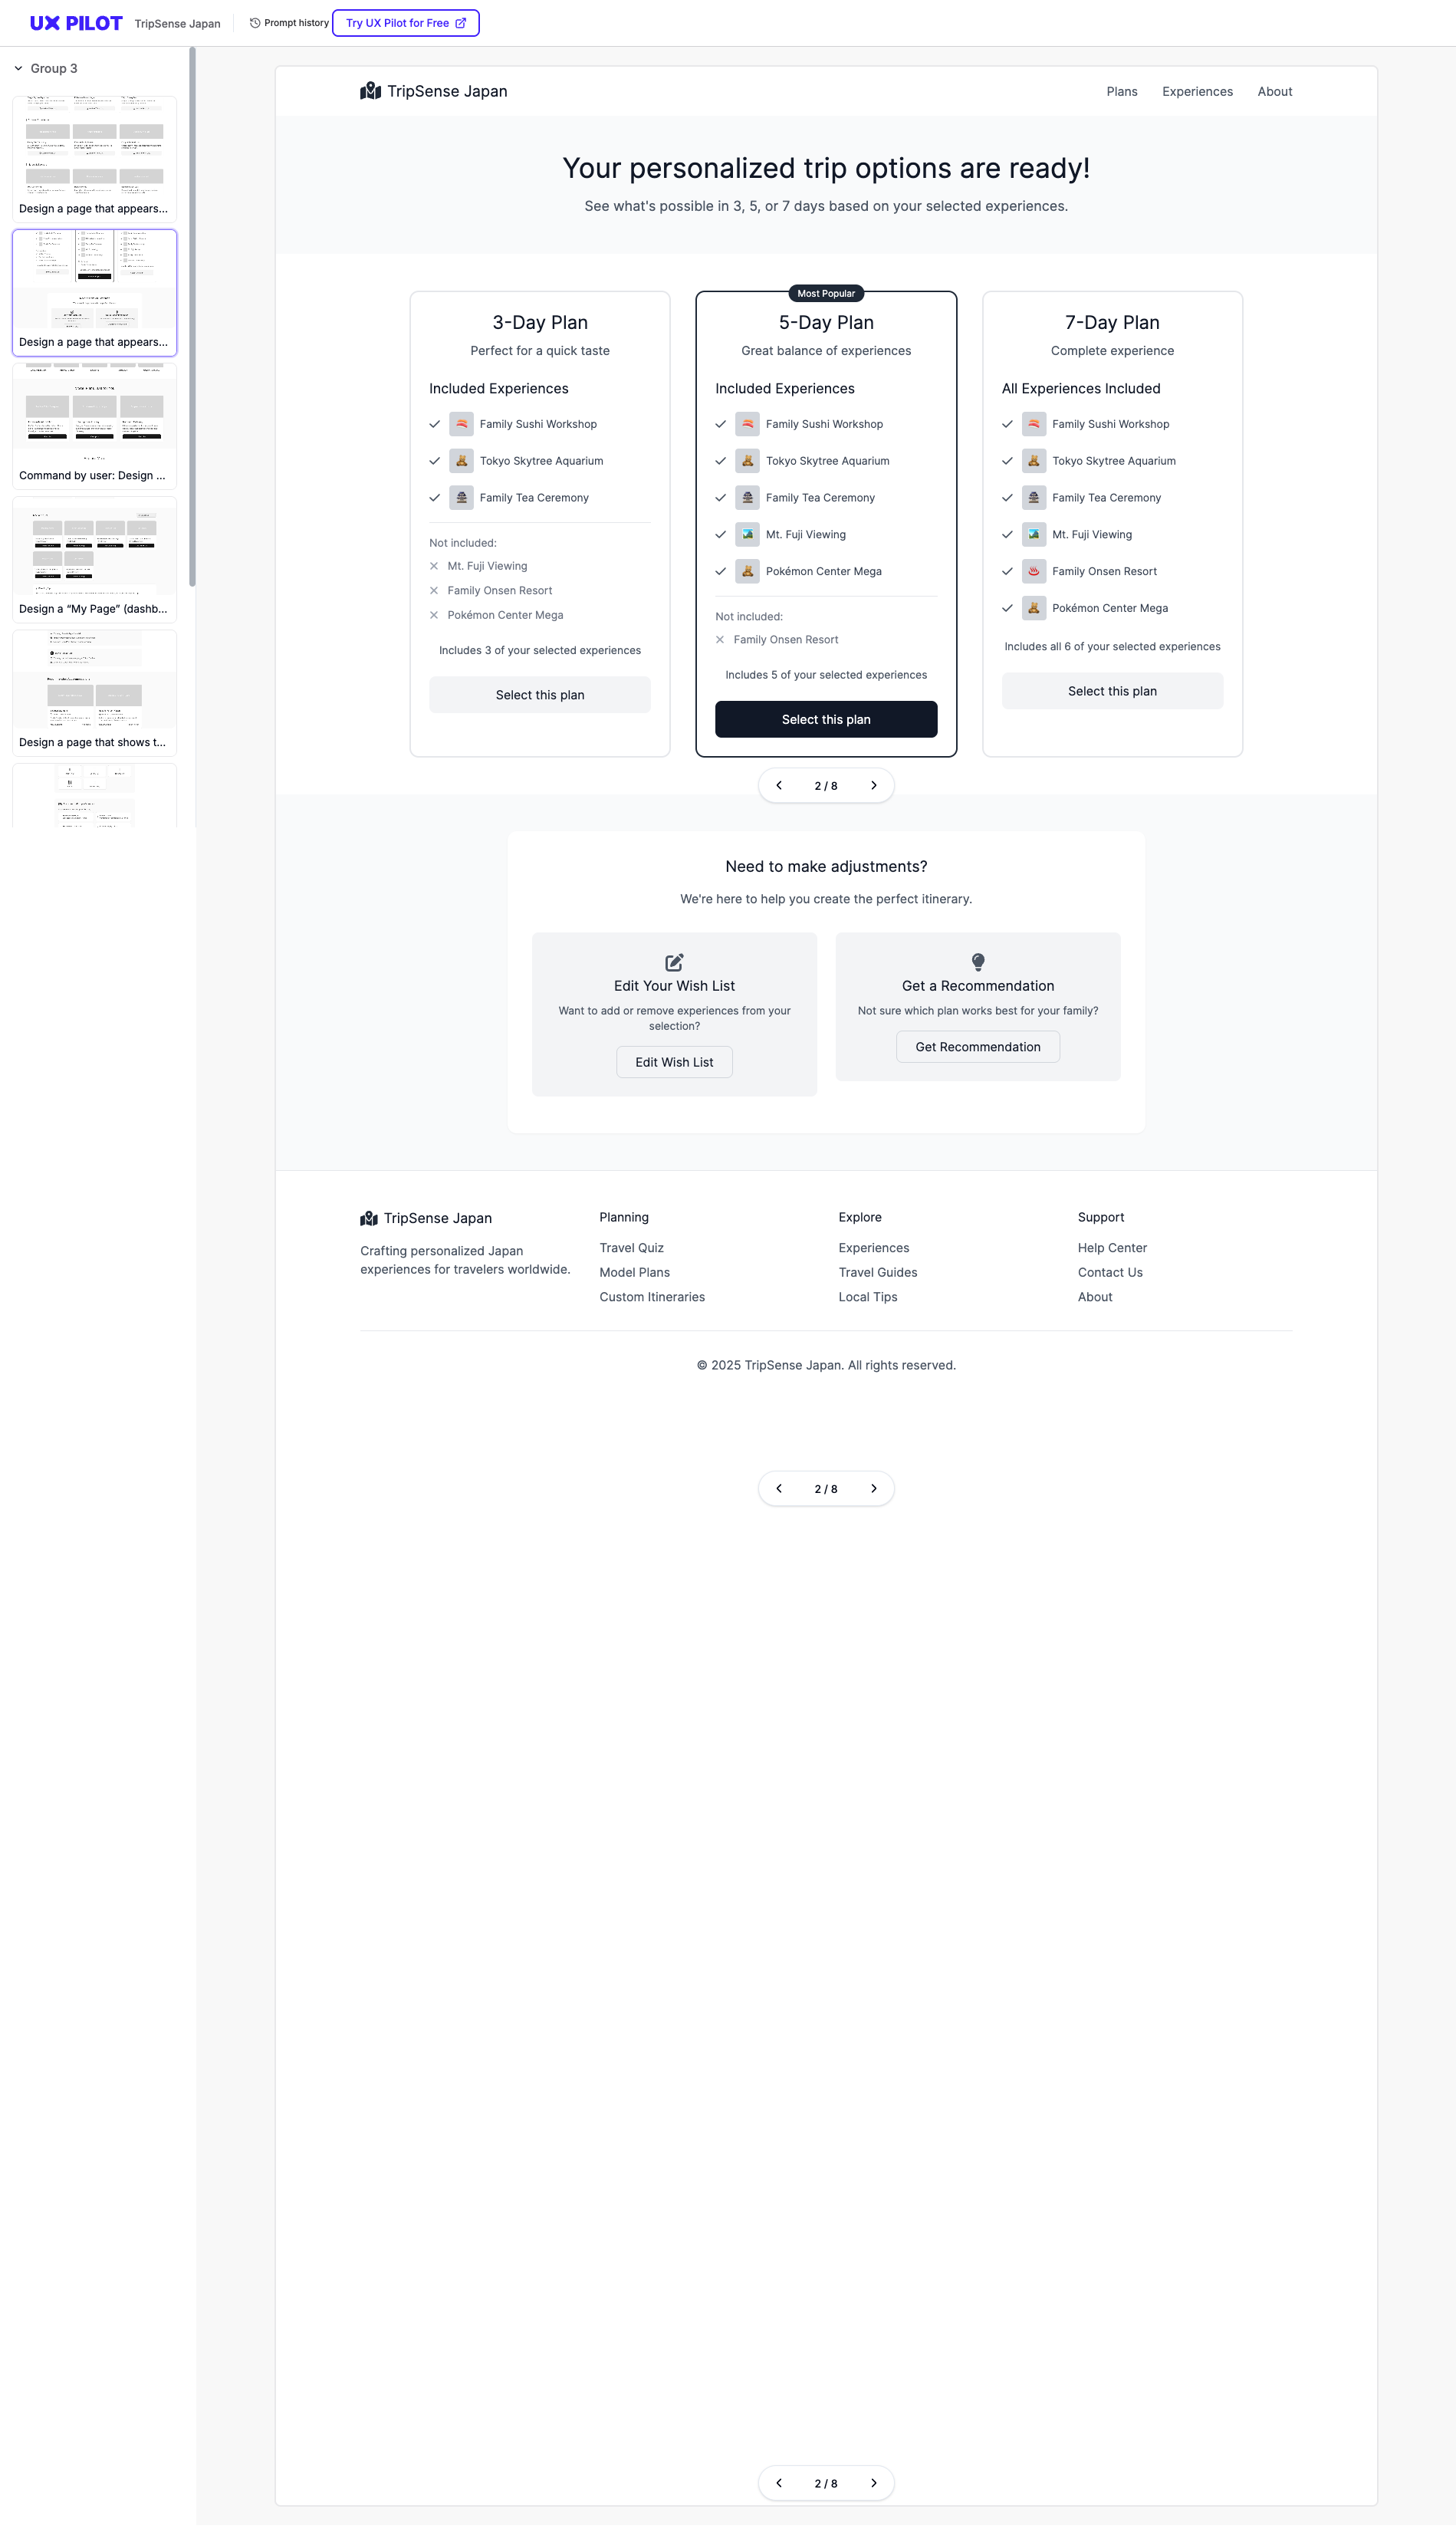 UX PILOT
TripSense Japan
Prompt history
Try UX Pilot for Free
Group 3
Design a page that appears...
Design a page that appears...
Command by user: Design ...
Design a “My Page” (dashb...
Design a page that shows t...
TripSense Japan
Plans
Experiences
About
Your personalized trip options are ready!
See what's possible in 3, 5, or 7 days based on your selected experiences.
3-Day Plan
Perfect for a quick taste
Included Experiences
Family Sushi Workshop
Tokyo Skytree Aquarium
Family Tea Ceremony
Not included:
Mt. Fuji Viewing
Family Onsen Resort
Pokémon Center Mega
Includes 3 of your selected experiences
Select this plan
Most Popular
5-Day Plan
Great balance of experiences
Included Experiences
Family Sushi Workshop
Tokyo Skytree Aquarium
Family Tea Ceremony
Mt. Fuji Viewing
Pokémon Center Mega
Not included:
Family Onsen Resort
Includes 5 of your selected experiences
Select this plan
7-Day Plan
Complete experience
All Experiences Included
Family Sushi Workshop
Tokyo Skytree Aquarium
Family Tea Ceremony
Mt. Fuji Viewing
Family Onsen Resort
Pokémon Center Mega
Includes all 6 of your selected experiences
Select this plan
2 / 8
Need to make adjustments?
We're here to help you create the perfect itinerary.
Edit Your Wish List
Want to add or remove experiences from your
selection?
Edit Wish List
Get a Recommendation
Not sure which plan works best for your family?
Get Recommendation
TripSense Japan
Crafting personalized Japan
experiences for travelers worldwide.
Planning
Travel Quiz
Model Plans
Custom Itineraries
Explore
Experiences
Travel Guides
Local Tips
Support
Help Center
Contact Us
About
© 2025 TripSense Japan. All rights reserved.
2 / 8
2 / 8